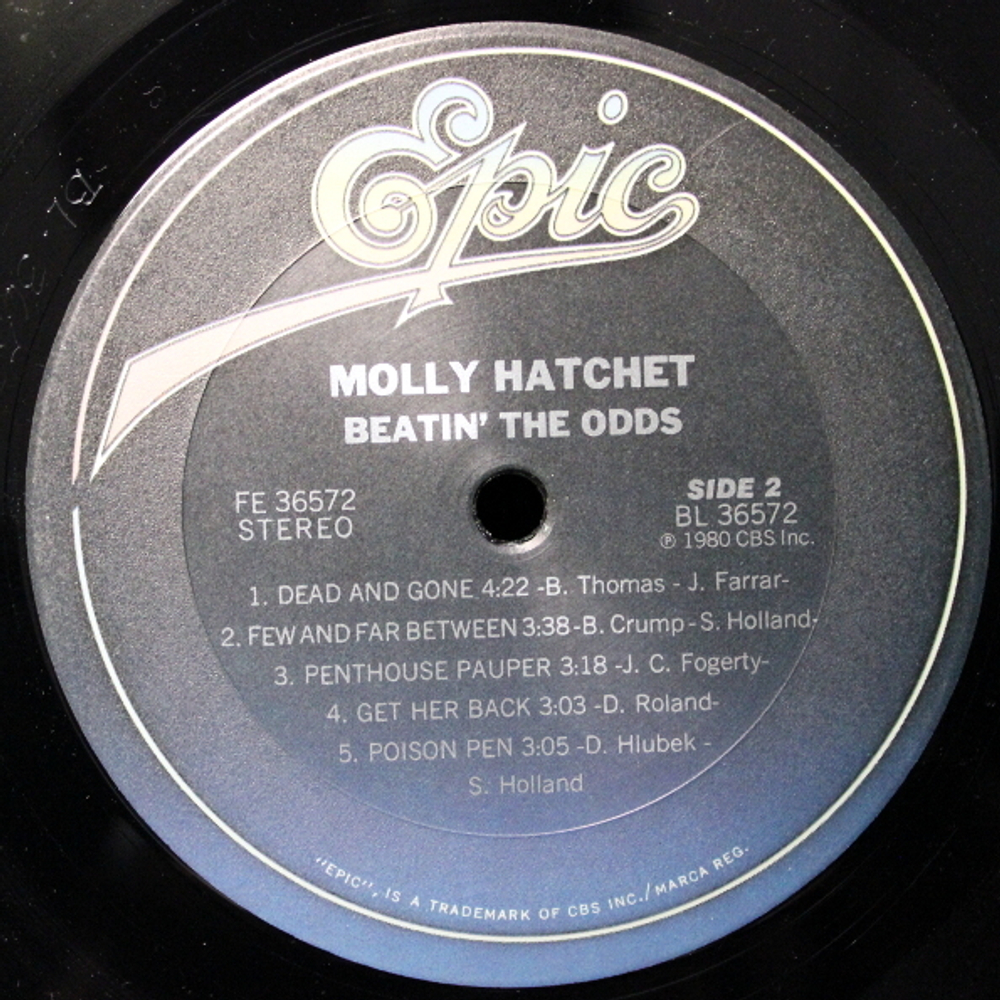 Epic
MOLLY HATCHET
BEATIN' THE ODDS
FE 36572
STEREO
SIDE 2
BL 36572
℗ 1980 CBS Inc.
1. DEAD AND GONE 4:22 -B. Thomas - J. Farrar-
2. FEW AND FAR BETWEEN 3:38-B. Crump-S. Holland-
3. PENTHOUSE PAUPER 3:18 -J. C. Fogerty-
4. GET HER BACK 3:03 -D. Roland-
5. POISON PEN 3:05 -D. Hlubek -
S. Holland
"EPIC", IS A TRADEMARK OF CBS INC./MARCA REG.